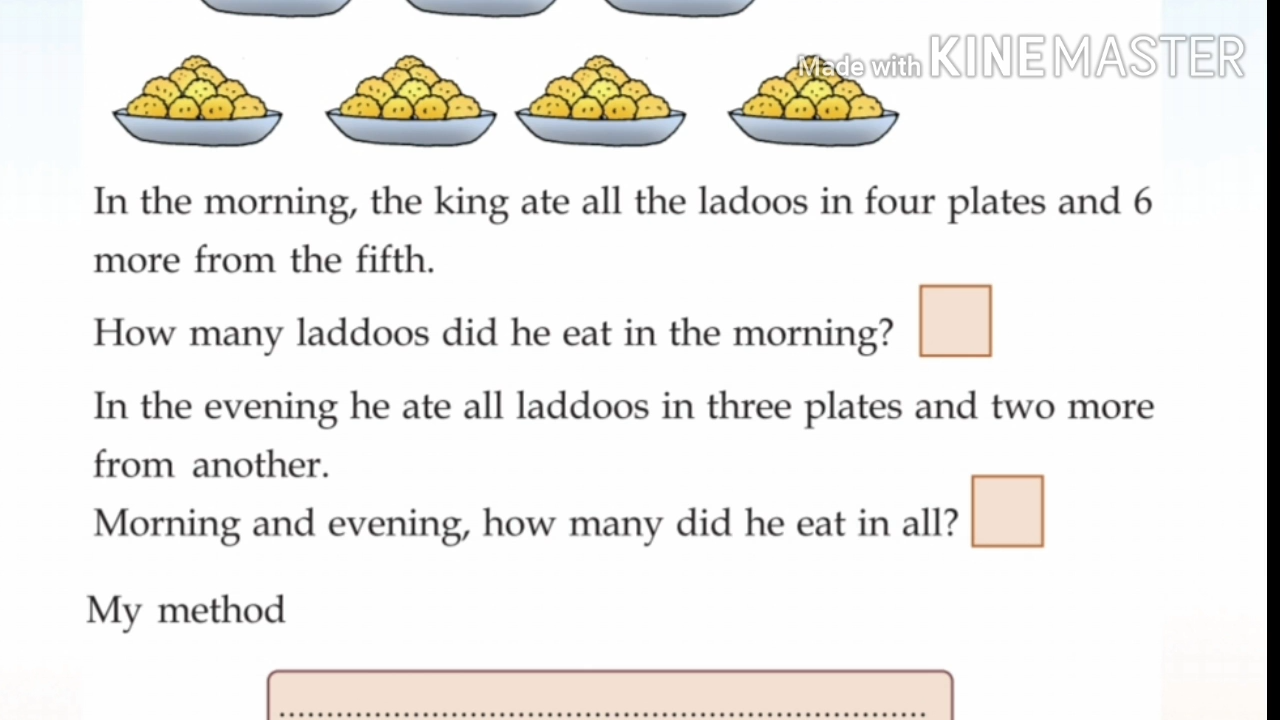 Made with KINEMASTER
In the morning, the king ate all the ladoos in four plates and 6
more from the fifth.
How many laddoos did he eat in the morning?
In the evening he ate all laddoos in three plates and two more
from another.
Morning and evening, how many did he eat in all?
My method